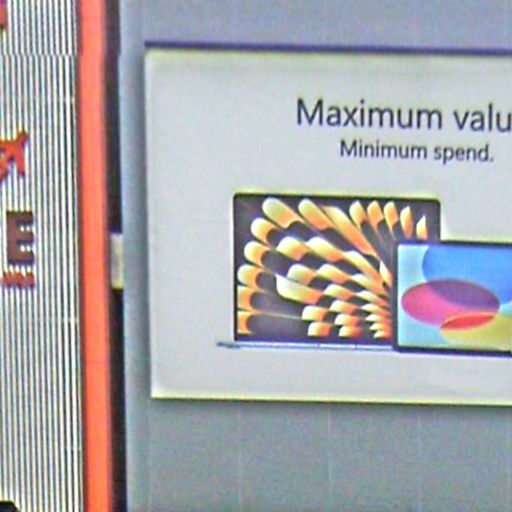 Maximum valu
Minimum spend.
E